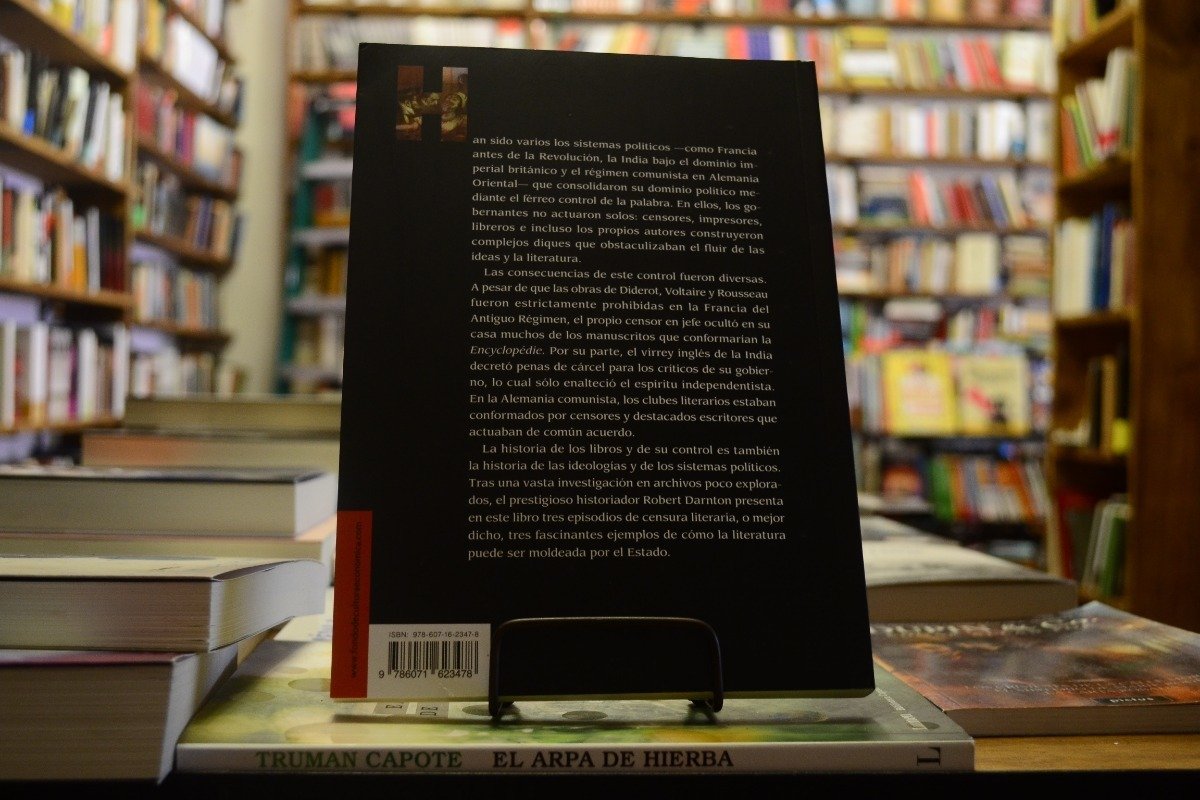 H
an sido varios los sistemas políticos —como Francia
antes de la Revolución, la India bajo el dominio im-
perial británico y el régimen comunista en Alemania
Oriental— que consolidaron su dominio político me-
diante el férreo control de la palabra. En ellos, los go-
bernantes no actuaron solos: censores, impresores,
libreros e incluso los propios autores construyeron
complejos diques que obstaculizaban el fluir de las
ideas y la literatura.
Las consecuencias de este control fueron diversas.
A pesar de que las obras de Diderot, Voltaire y Rousseau
fueron estrictamente prohibidas en la Francia del
Antiguo Régimen, el propio censor en jefe ocultó en su
casa muchos de los manuscritos que conformarían la
Encyclopédie. Por su parte, el virrey inglés de la India
decretó penas de cárcel para los críticos de su gobier-
no, lo cual sólo enalteció el espíritu independentista.
En la Alemania comunista, los clubes literarios estaban
conformados por censores y destacados escritores que
actuaban de común acuerdo.
La historia de los libros y de su control es también
la historia de las ideologías y de los sistemas políticos.
Tras una vasta investigación en archivos poco explora-
dos, el prestigioso historiador Robert Darnton presenta
en este libro tres episodios de censura literaria, o mejor
dicho, tres fascinantes ejemplos de cómo la literatura
puede ser moldeada por el Estado.
www.fondodeculturaeconomica.com
ISBN: 978-607-16-2347-8
9 786071 623478
TRUMAN CAPOTE EL ARPA DE HIERBA L